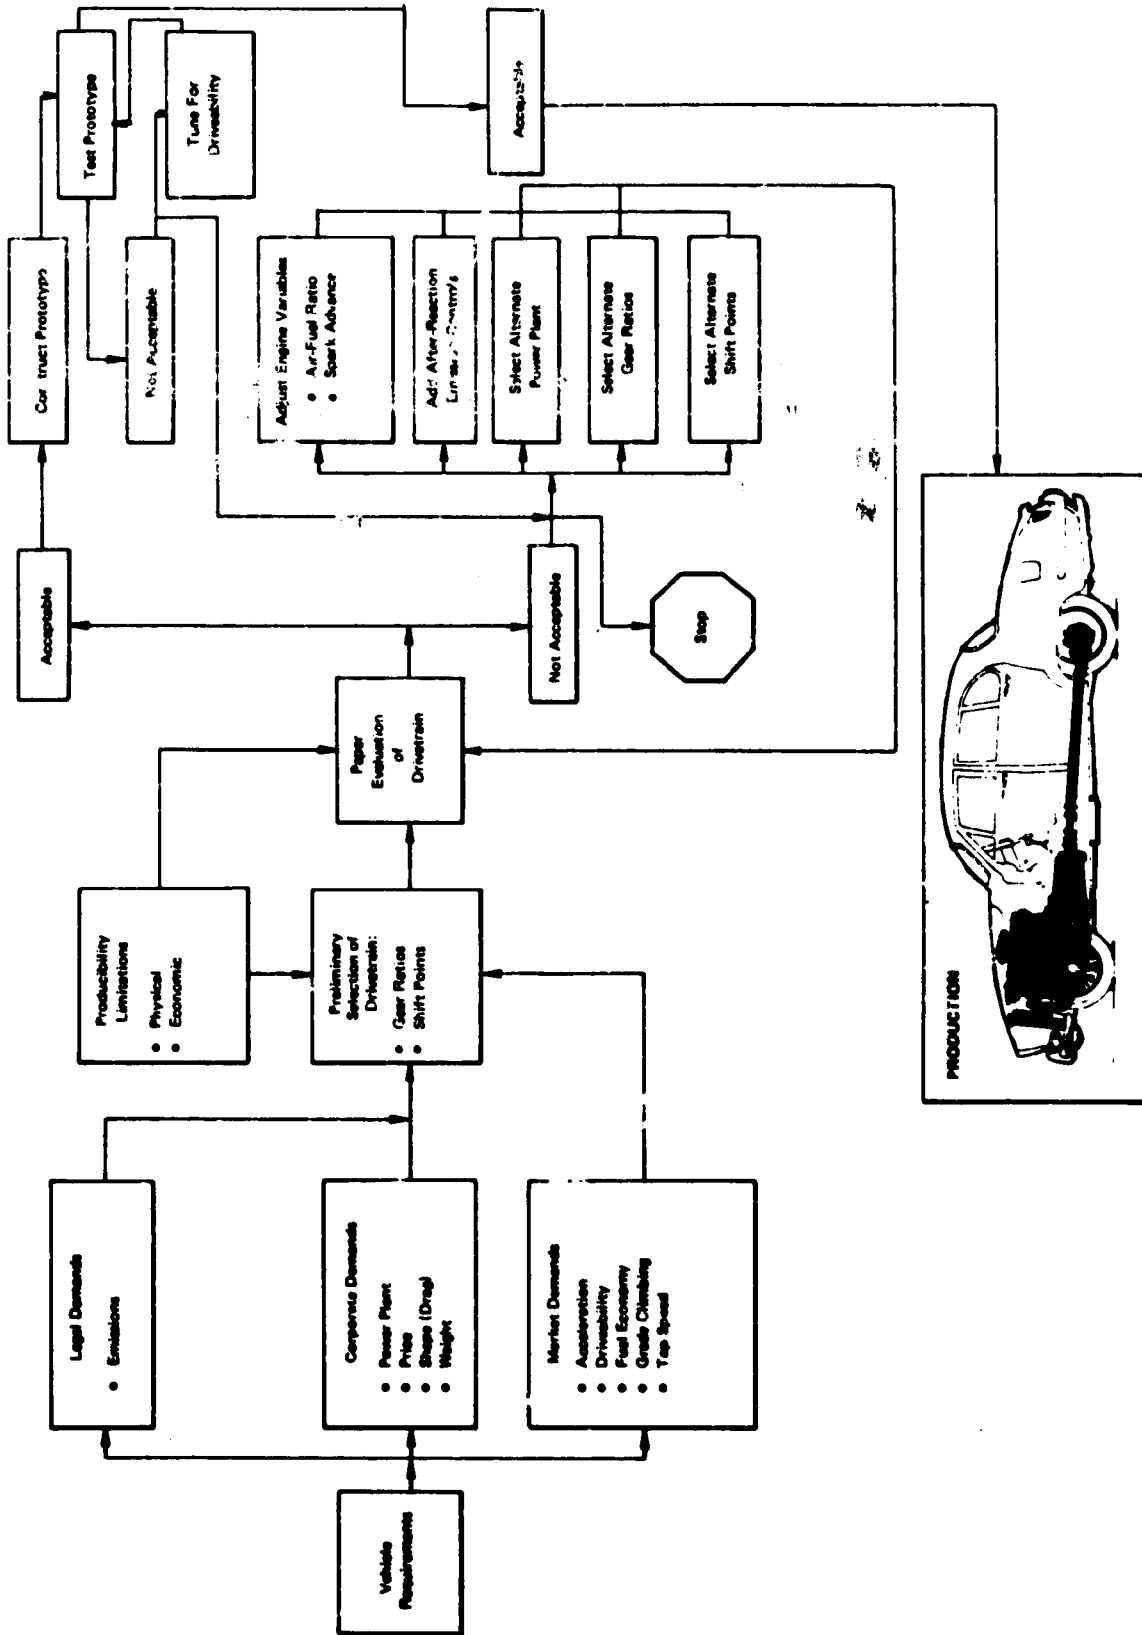 Vehicle
Requirements
Legal Demands
• Emissions
Corporate Demands
• Power Plant
• Price
• Shape (Drag)
• Weight
Market Demands
• Acceleration
• Driveability
• Fuel Economy
• Grade Climbing
• Top Speed
Producibility
Limitations
• Physical
• Economic
Preliminary
Selection of
Drivetrain:
• Gear Ratios
• Shift Points
Paper
Evaluation
of
Drivetrain
Acceptable
Not Acceptable
Stop
Construct Prototype
Test Prototype
Not Acceptable
Tune For
Driveability
Adjust Engine Variables
• Air-Fuel Ratio
• Spark Advance
Add After-Reaction
Select Alternate
Power Plant
Select Alternate
Gear Ratios
Select Alternate
Shift Points
Acceptable
PRODUCTION